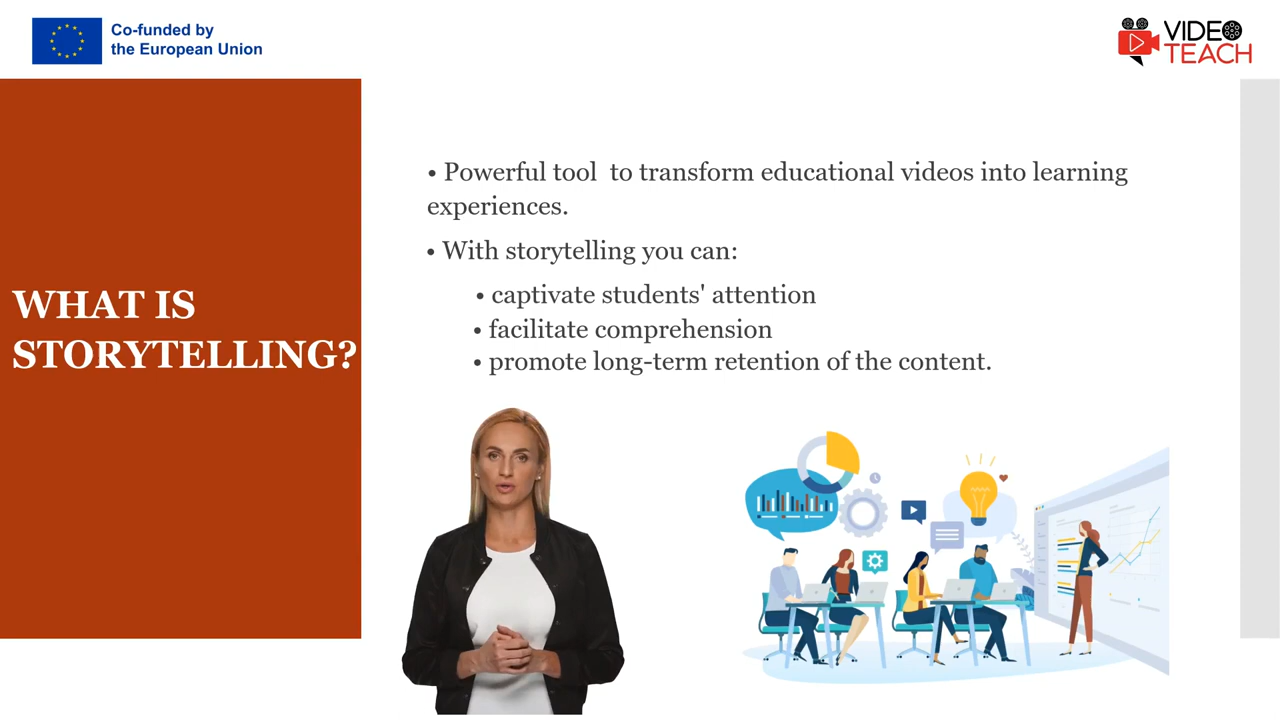 Co-funded by
the European Union
VIDEO
TEACH
WHAT IS
STORYTELLING?
• Powerful tool  to transform educational videos into learning
experiences.
• With storytelling you can:
• captivate students' attention
• facilitate comprehension
• promote long-term retention of the content.